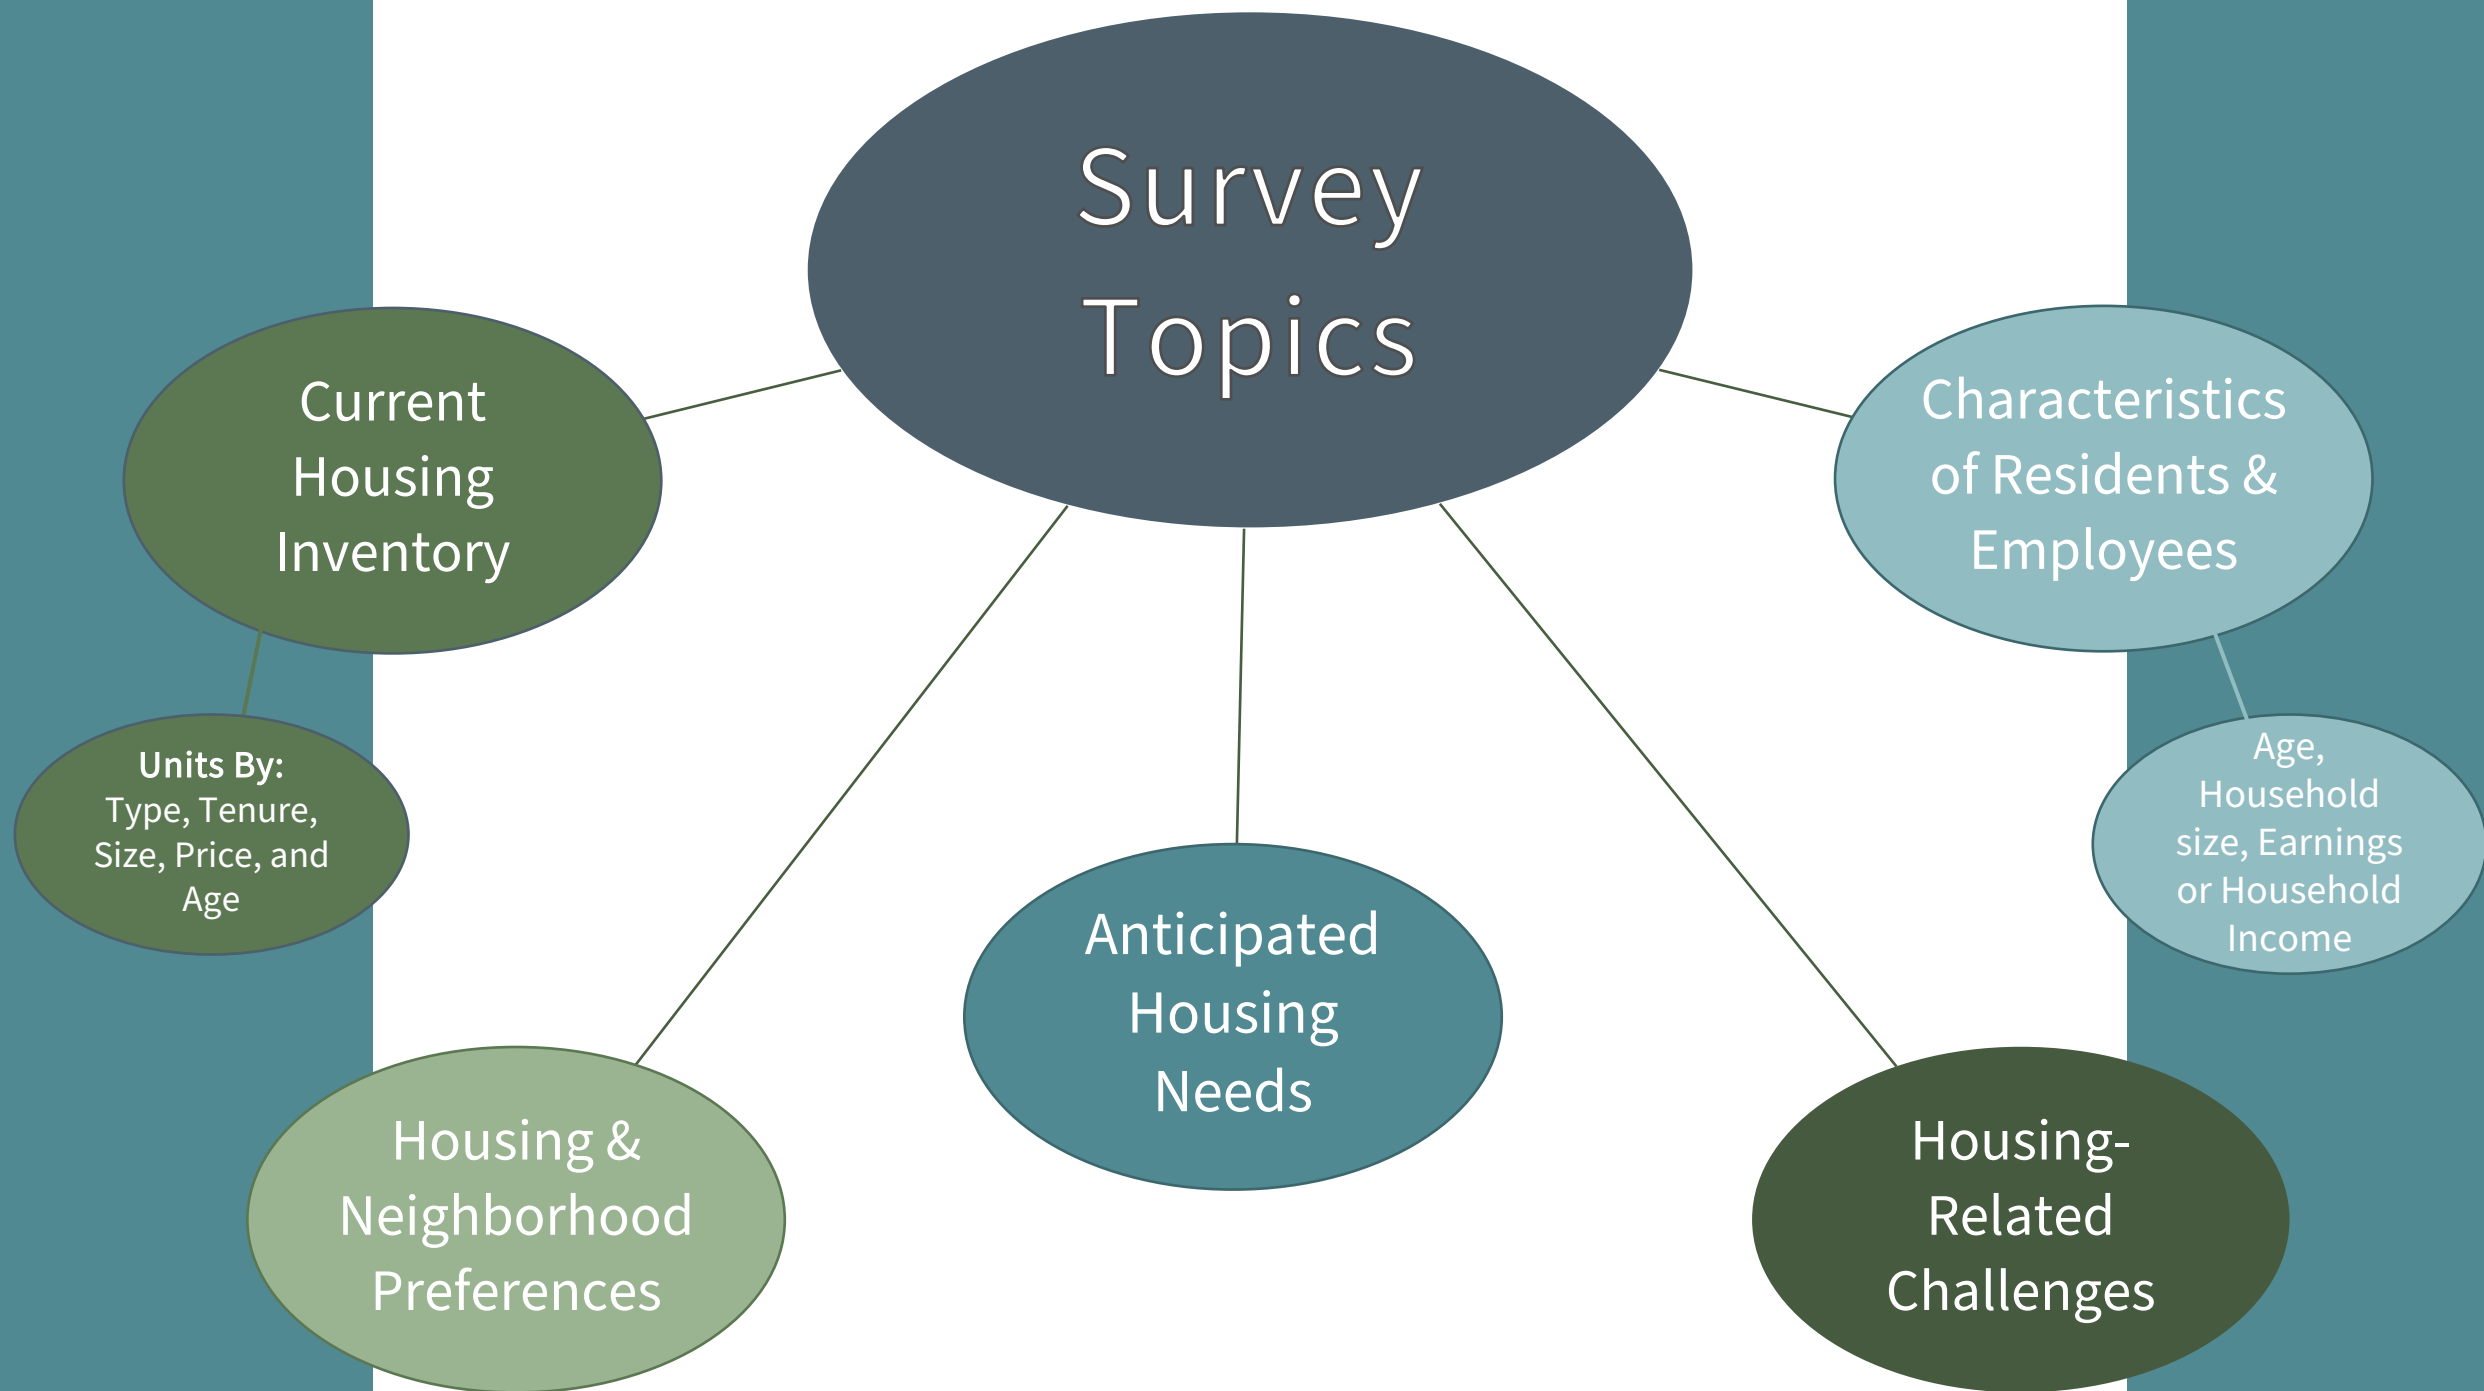 Survey
Topics
Current
Housing
Inventory
Units By:
Type, Tenure,
Size, Price, and
Age
Housing &
Neighborhood
Preferences
Anticipated
Housing
Needs
Housing-
Related
Challenges
Characteristics
of Residents &
Employees
Age,
Household
size, Earnings
or Household
Income